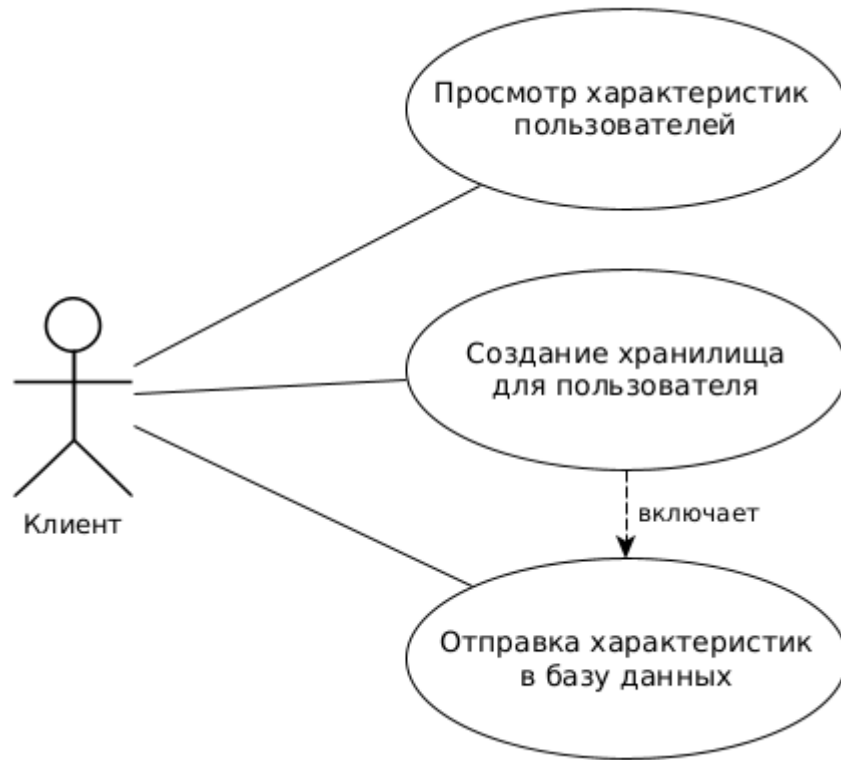 Просмотр характеристик
пользователей
Создание хранилища
для пользователя
Клиент
включает
Отправка характеристик
в базу данных